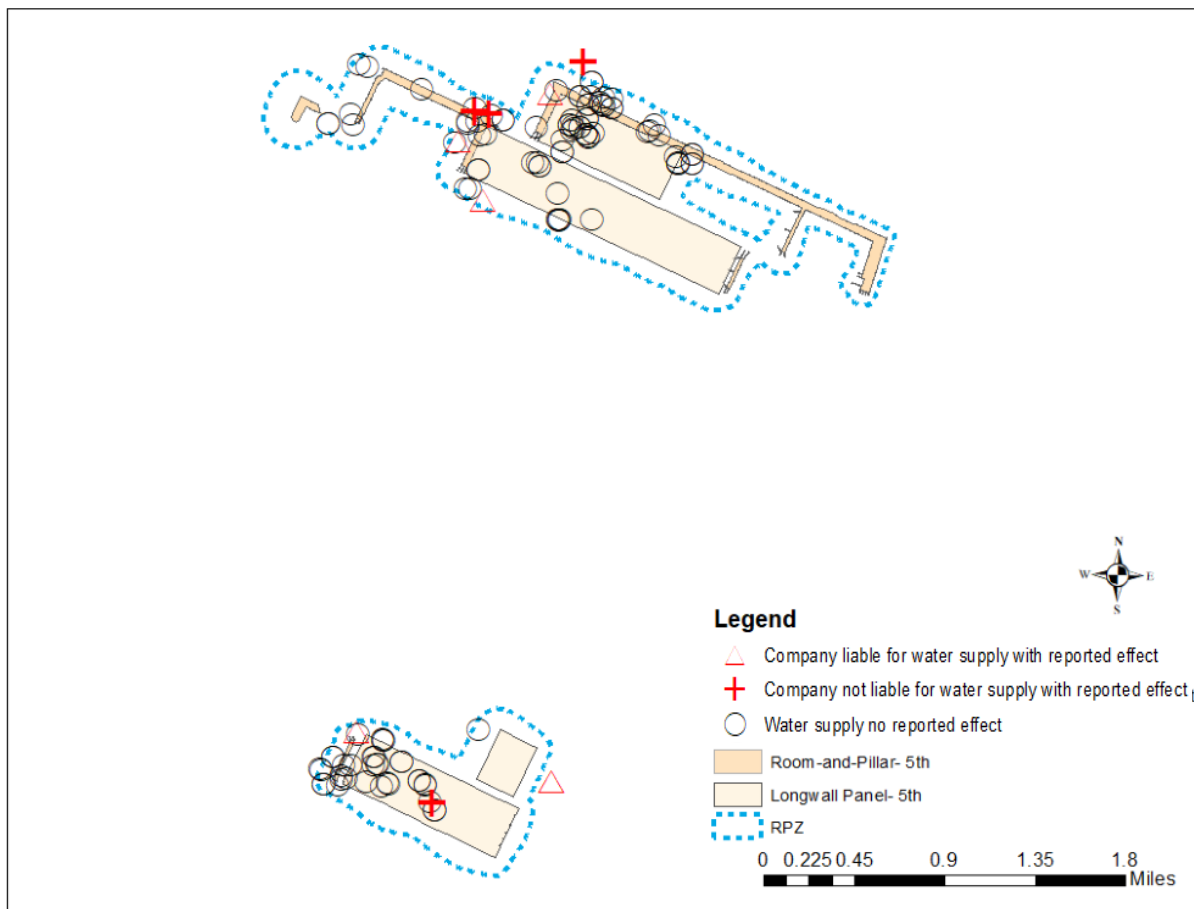 N
W E
S
Legend
Company liable for water supply with reported effect
Company not liable for water supply with reported effect
Water supply no reported effect
Room-and-Pillar- 5th
Longwall Panel- 5th
RPZ
0 0.225 0.45 0.9 1.35 1.8
Miles